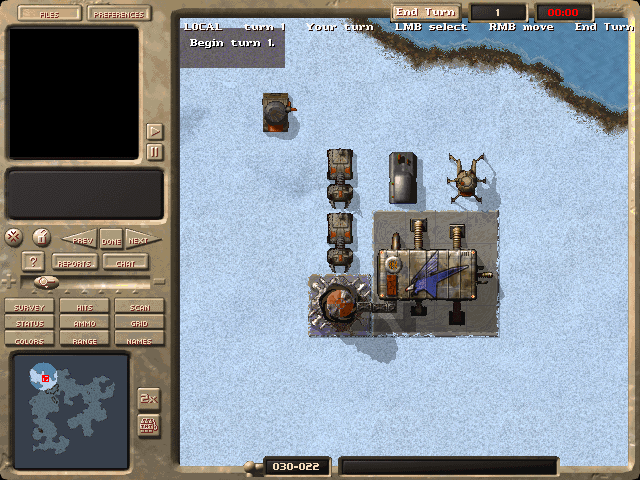 FILES PREFERENCES End Turn 1 00:00
LOCAL turn 1 Your turn LMB select RMB move End Turn
Begin turn 1.
PREV DONE NEXT
? REPORTS CHAT
SURVEY HITS SCAN
STATUS AMMO GRID
COLORS RANGE NAMES
2x
030-022